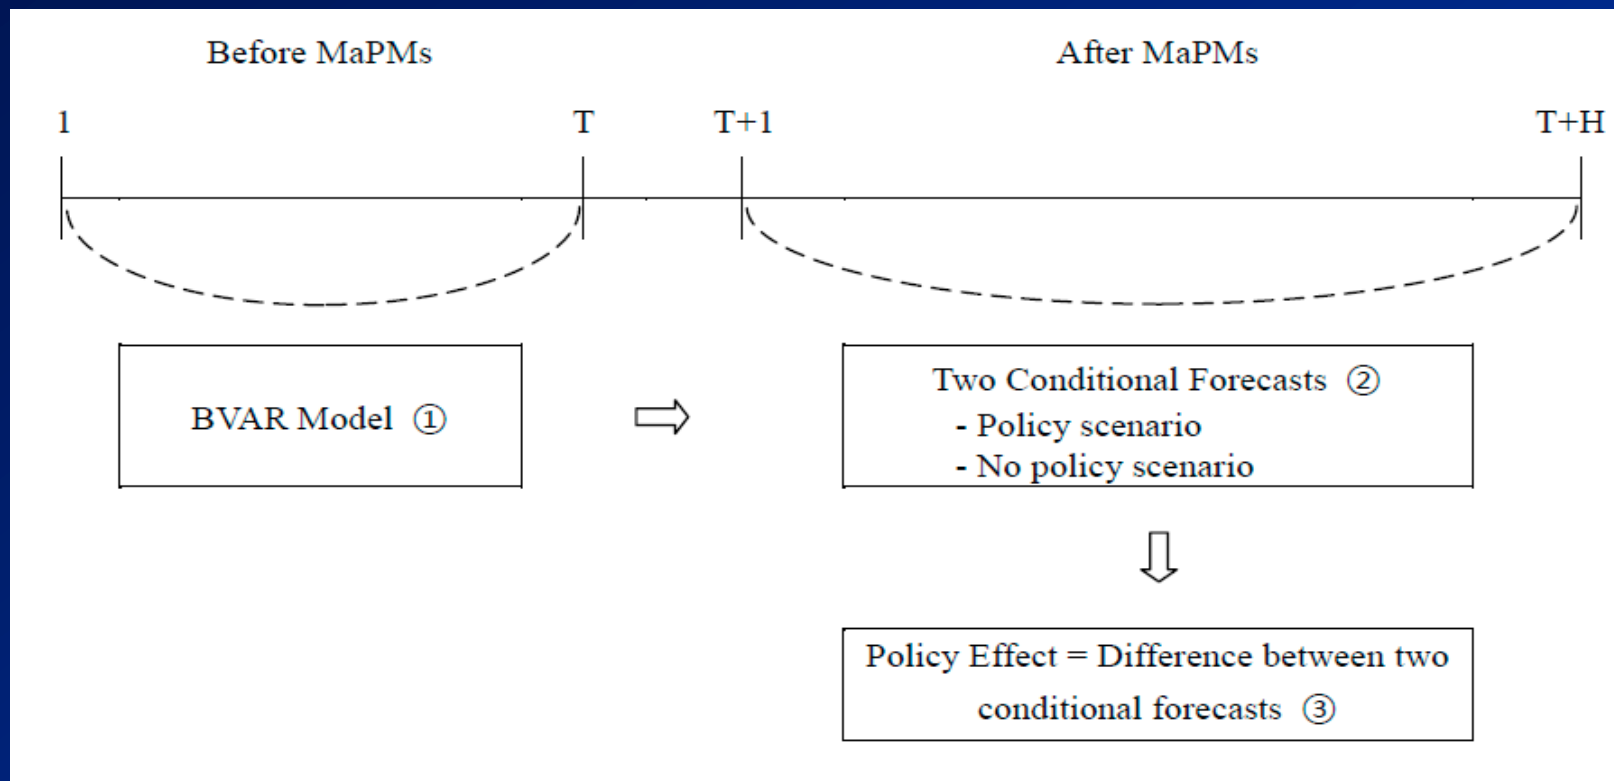 Before MaPMs
After MaPMs
1
T
T+1
T+H
BVAR Model ①
Two Conditional Forecasts ②
- Policy scenario
- No policy scenario
Policy Effect = Difference between two
conditional forecasts ③